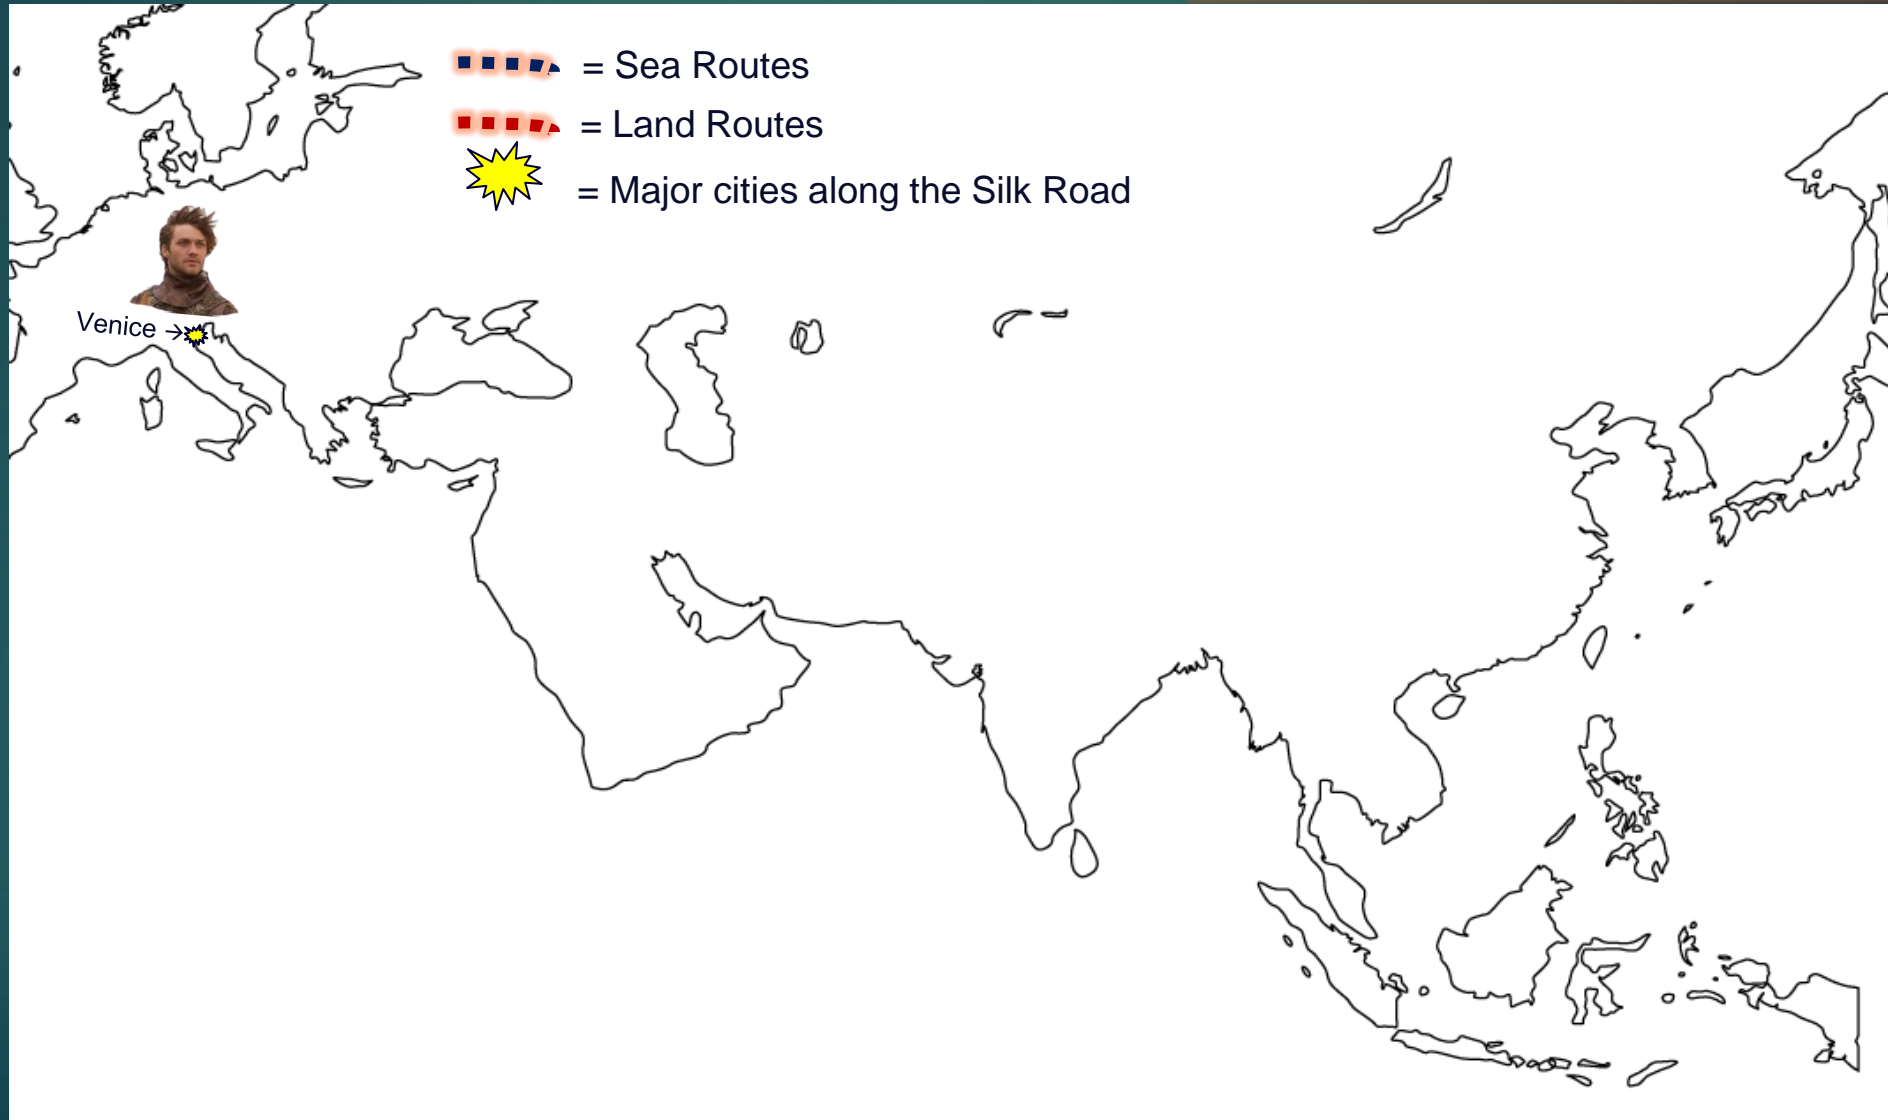 = Sea Routes
= Land Routes
= Major cities along the Silk Road
Venice →